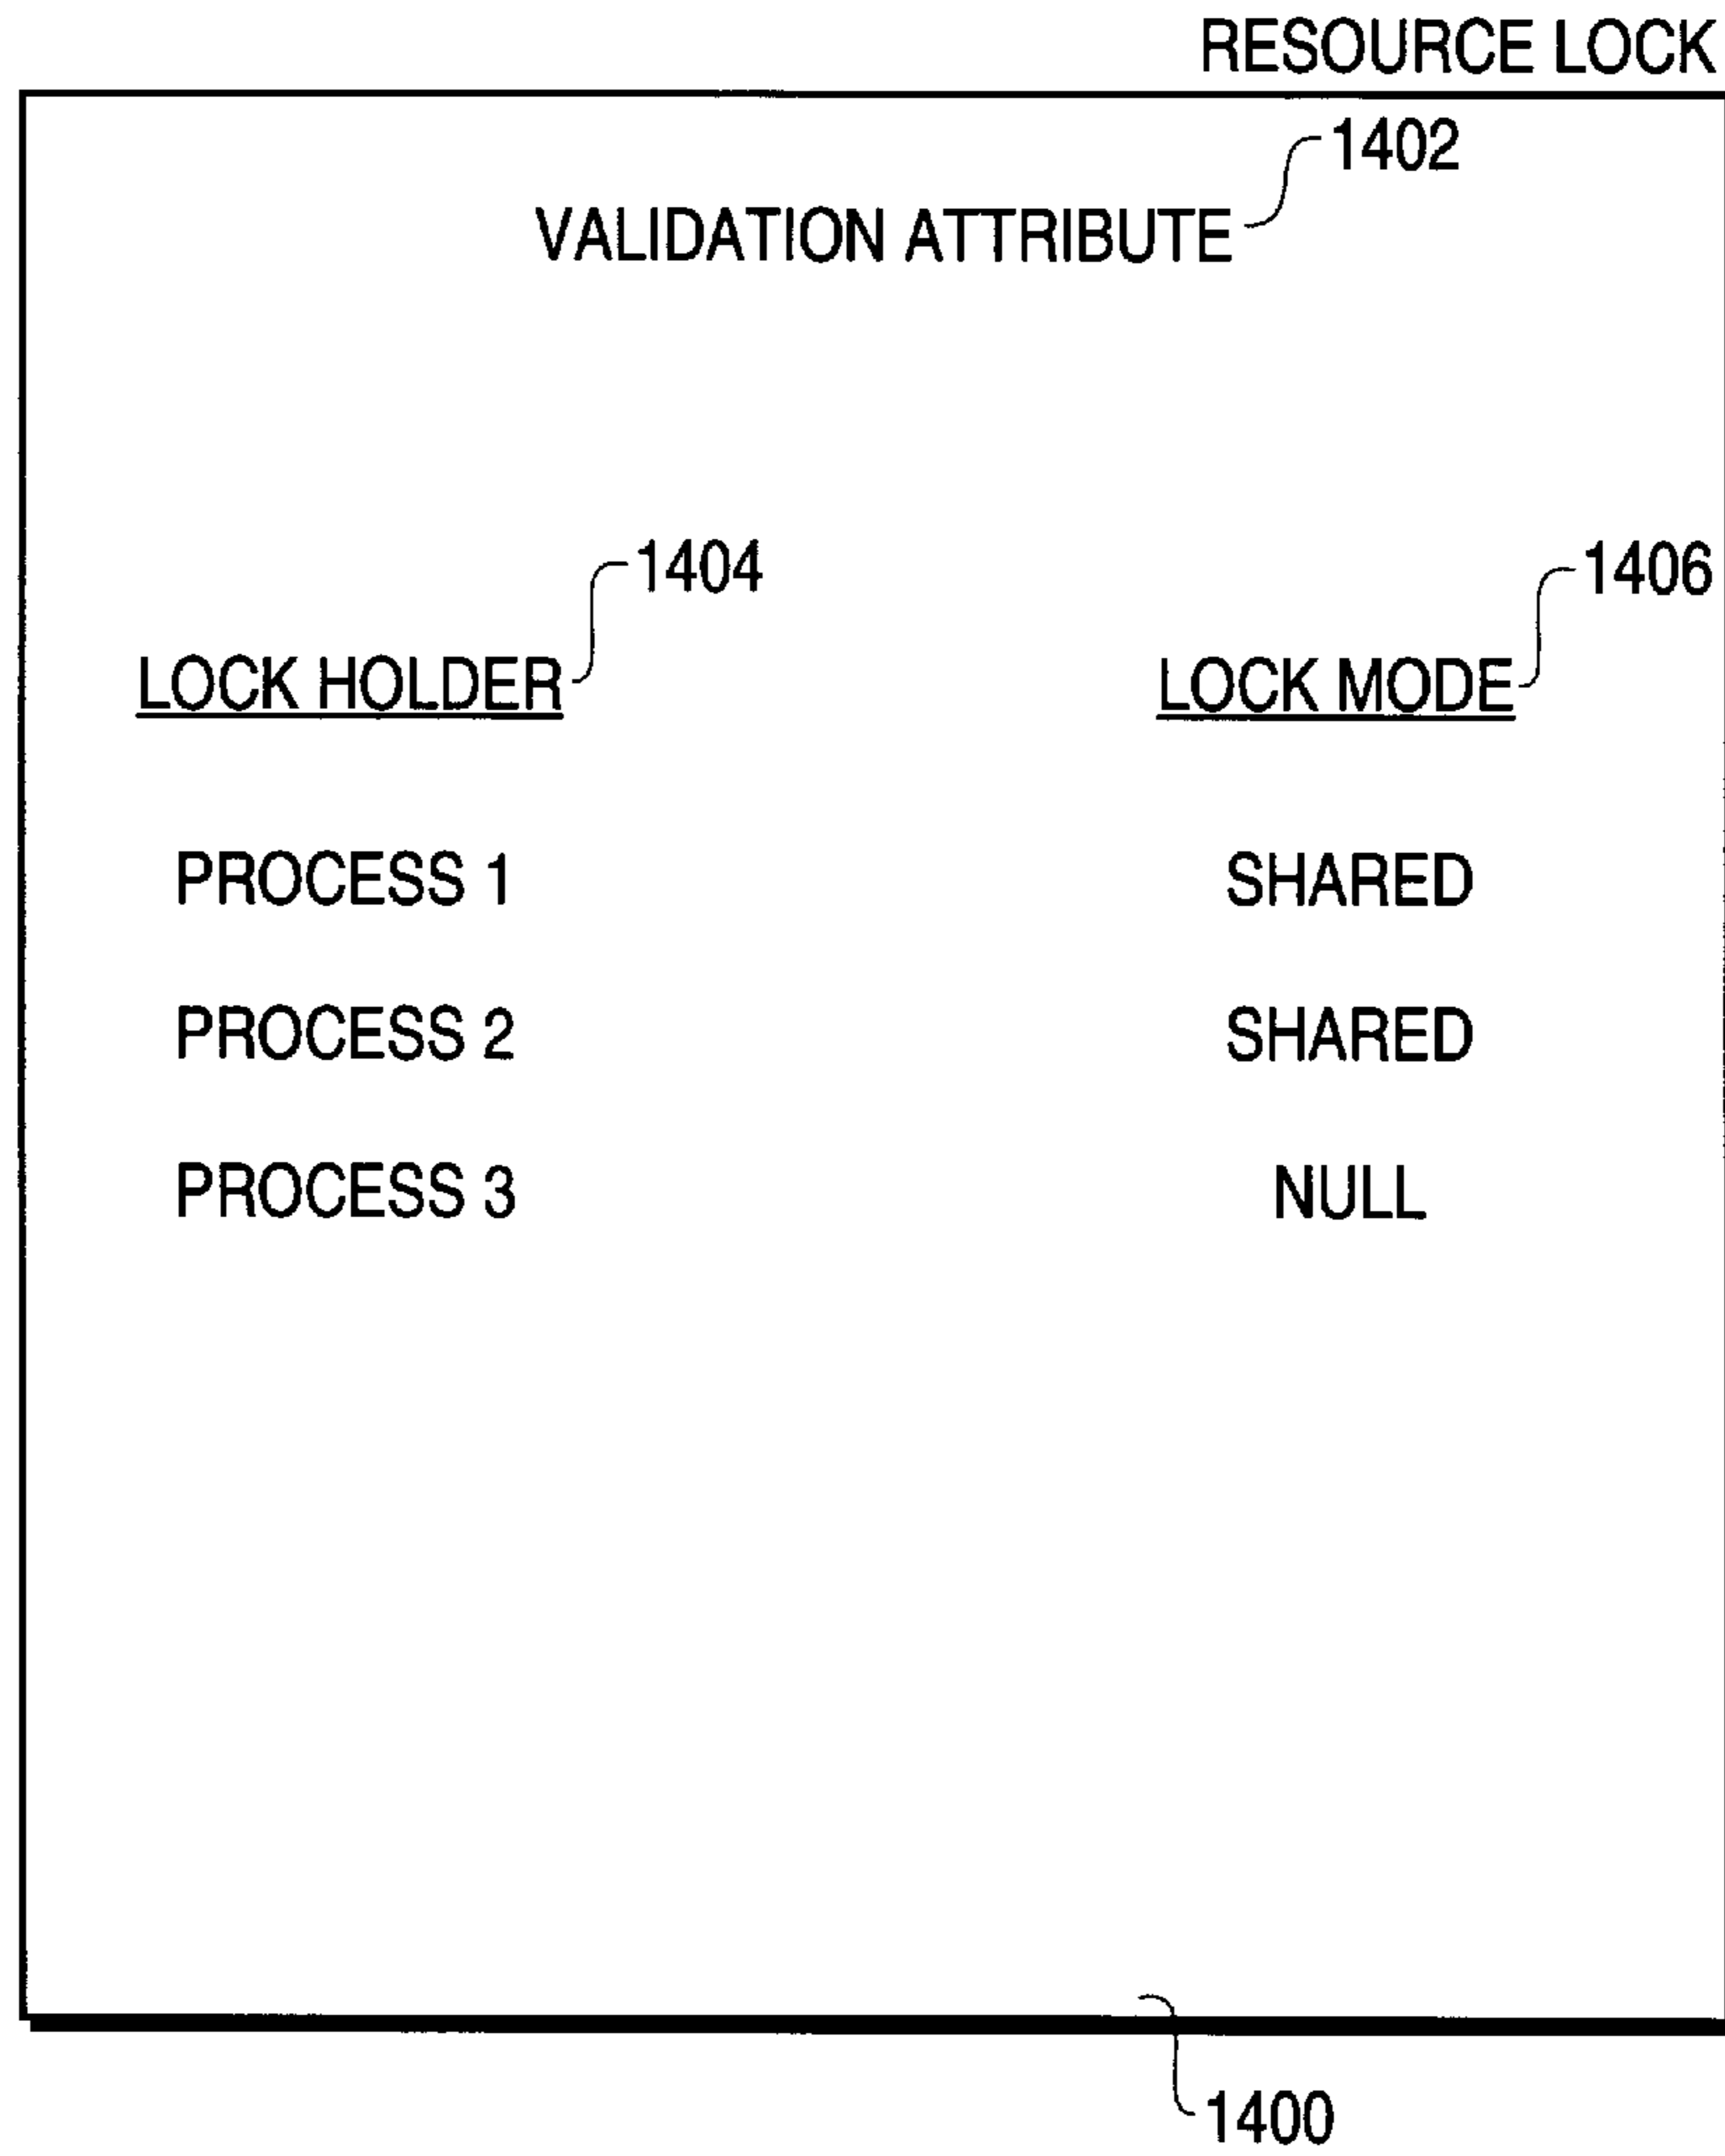 RESOURCE LOCK
1402
VALIDATION ATTRIBUTE
1404
1406
LOCK HOLDER LOCK MODE
PROCESS 1 SHARED
PROCESS 2 SHARED
PROCESS 3 NULL
1400